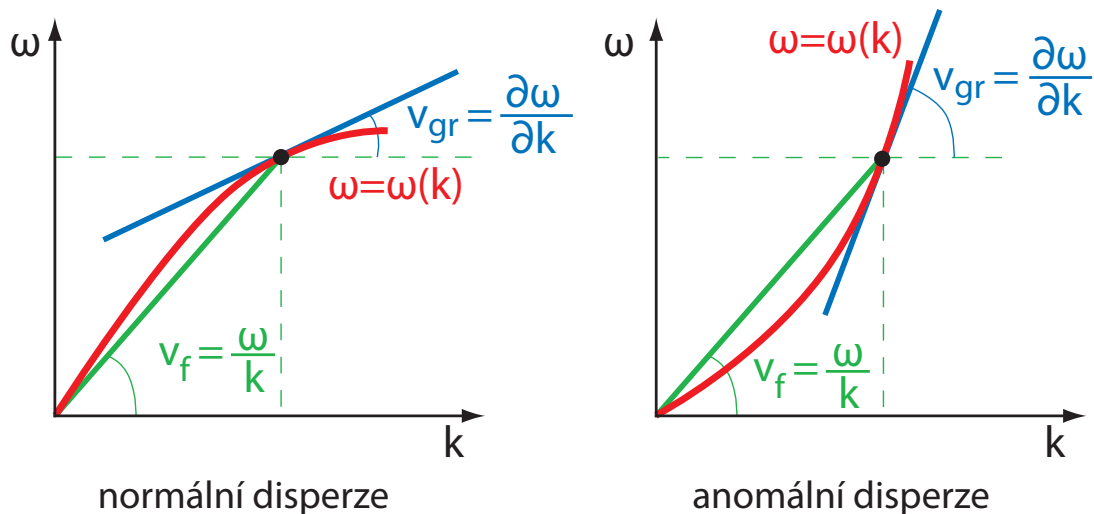 ω
v_gr = ∂ω/∂k
ω=ω(k)
v_f = ω/k
k
normální disperze
ω
ω=ω(k)
v_gr = ∂ω/∂k
v_f = ω/k
k
anomální disperze